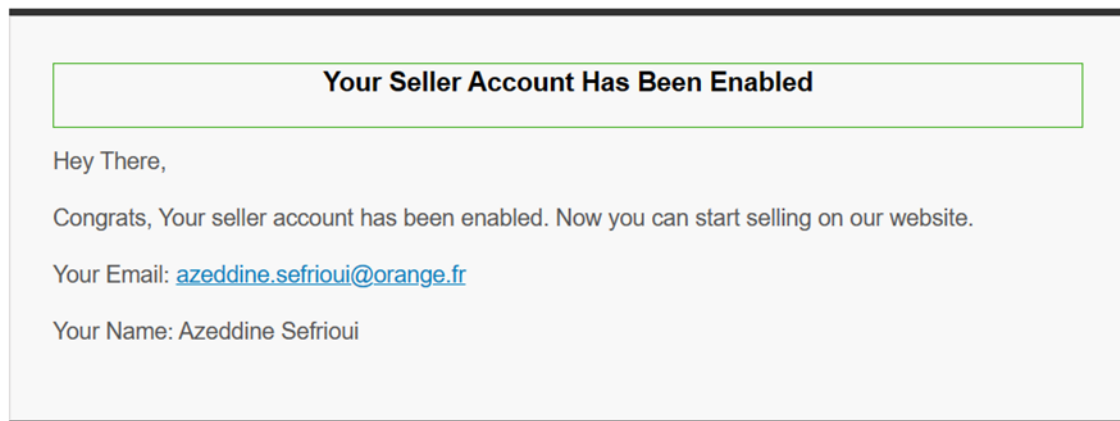 Your Seller Account Has Been Enabled
Hey There,
Congrats, Your seller account has been enabled. Now you can start selling on our website.
Your Email: azeddine.sefrioui@orange.fr
Your Name: Azeddine Sefrioui